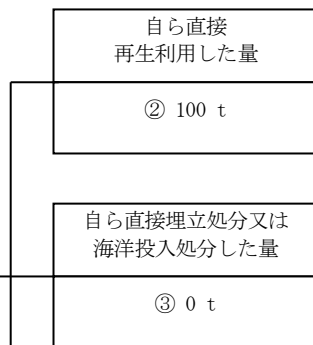 自ら直接
再生利用した量
② 100 t
自ら直接埋立処分又は
海洋投入処分した量
③ 0 t